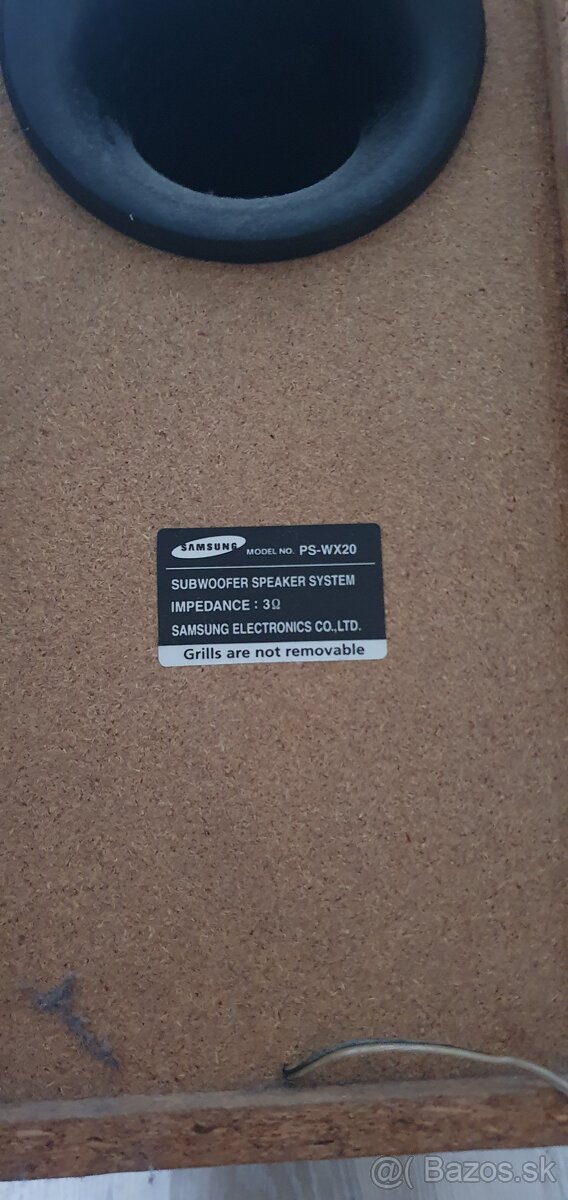 SAMSUNG MODEL NO. PS-WX20
SUBWOOFER SPEAKER SYSTEM
IMPEDANCE : 3Ω
SAMSUNG ELECTRONICS CO.,LTD.
Grills are not removable
Bazos.sk